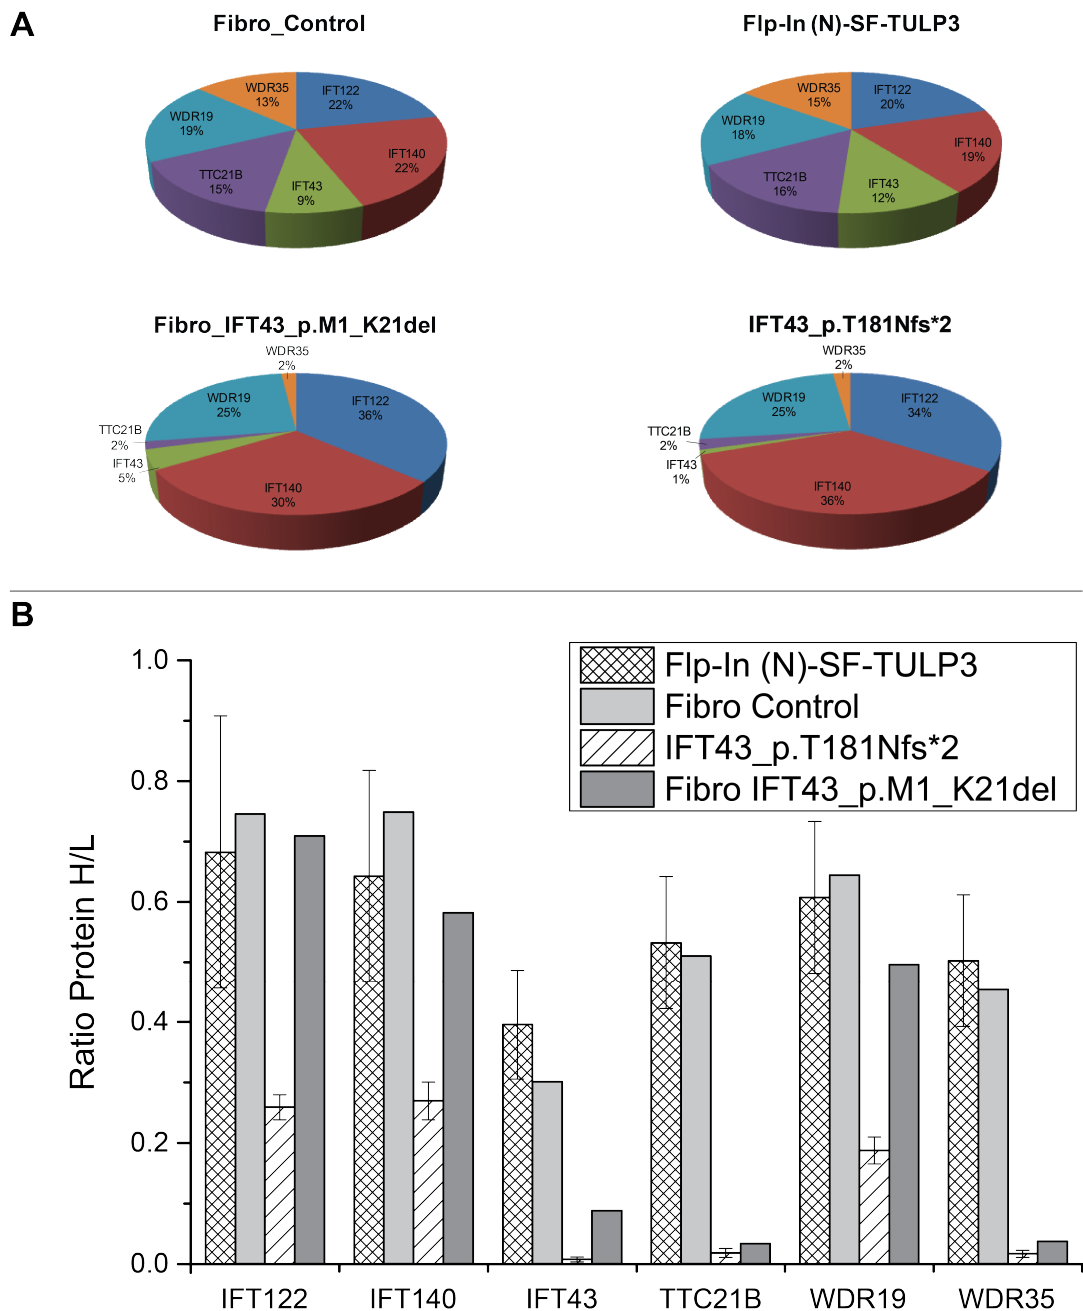 A
Fibro_Control
WDR35
13%
IFT122
22%
WDR19
19%
IFT140
22%
TTC21B
15%
IFT43
9%
Flp-In (N)-SF-TULP3
WDR35
15%
IFT122
20%
WDR19
18%
IFT140
19%
TTC21B
16%
IFT43
12%
Fibro_IFT43_p.M1_K21del
WDR35
2%
IFT122
36%
WDR19
25%
TTC21B
2%
IFT43
5%
IFT140
30%
IFT43_p.T181Nfs*2
WDR35
2%
IFT122
34%
WDR19
25%
TTC21B
2%
IFT43
1%
IFT140
36%
B
Flp-In (N)-SF-TULP3
Fibro Control
IFT43_p.T181Nfs*2
Fibro IFT43_p.M1_K21del
Ratio Protein H/L
1.0
0.8
0.6
0.4
0.2
0.0
IFT122 IFT140 IFT43 TTC21B WDR19 WDR35